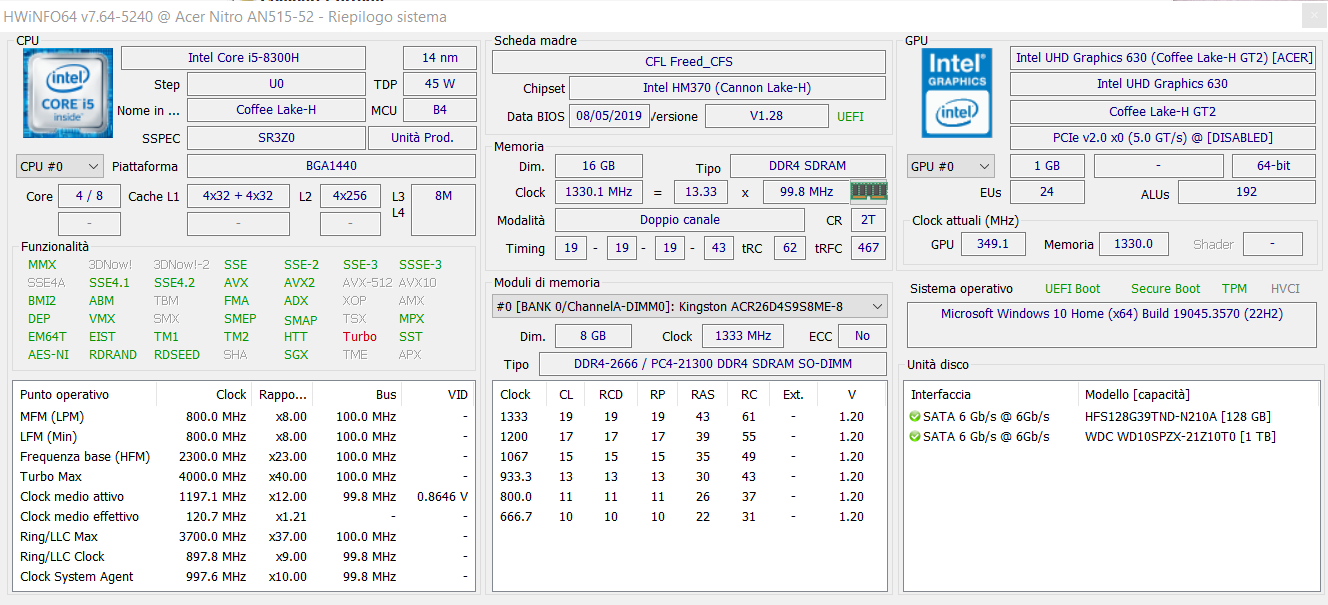 HWiNFO64 v7.64-5240 @ Acer Nitro AN515-52 - Riepilogo sistema
CPU
intel CORE i5 inside
Intel Core i5-8300H 14 nm
Step U0 TDP 45 W
Nome in ... Coffee Lake-H MCU B4
SSPEC SR3Z0 Unità Prod.
CPU #0 Piattaforma BGA1440
Core 4 / 8 Cache L1 4x32 + 4x32 L2 4x256 L3 8M
- - - L4
Funzionalità
MMX 3DNow! 3DNow!-2 SSE SSE-2 SSE-3 SSSE-3
SSE4A SSE4.1 SSE4.2 AVX AVX2 AVX-512 AVX10
BMI2 ABM TBM FMA ADX XOP AMX
DEP VMX SMX SMEP SMAP TSX MPX
EM64T EIST TM1 TM2 HTT Turbo SST
AES-NI RDRAND RDSEED SHA SGX TME APX
Punto operativo Clock Rappo... Bus VID
MFM (LPM) 800.0 MHz x8.00 100.0 MHz -
LFM (Min) 800.0 MHz x8.00 100.0 MHz -
Frequenza base (HFM) 2300.0 MHz x23.00 100.0 MHz -
Turbo Max 4000.0 MHz x40.00 100.0 MHz -
Clock medio attivo 1197.1 MHz x12.00 99.8 MHz 0.8646 V
Clock medio effettivo 120.7 MHz x1.21 - -
Ring/LLC Max 3700.0 MHz x37.00 100.0 MHz -
Ring/LLC Clock 897.8 MHz x9.00 99.8 MHz -
Clock System Agent 997.6 MHz x10.00 99.8 MHz -
Scheda madre
CFL Freed_CFS
Chipset Intel HM370 (Cannon Lake-H)
Data BIOS 08/05/2019 /ersione V1.28 UEFI
Memoria
Dim. 16 GB Tipo DDR4 SDRAM
Clock 1330.1 MHz = 13.33 x 99.8 MHz
Modalità Doppio canale CR 2T
Timing 19 - 19 - 19 - 43 tRC 62 tRFC 467
Moduli di memoria
#0 [BANK 0/ChannelA-DIMM0]: Kingston ACR26D4S9S8ME-8
Dim. 8 GB Clock 1333 MHz ECC No
Tipo DDR4-2666 / PC4-21300 DDR4 SDRAM SO-DIMM
Clock CL RCD RP RAS RC Ext. V
1333 19 19 19 43 61 - 1.20
1200 17 17 17 39 55 - 1.20
1067 15 15 15 35 49 - 1.20
933.3 13 13 13 30 43 - 1.20
800.0 11 11 11 26 37 - 1.20
666.7 10 10 10 22 31 - 1.20
GPU
Intel GRAPHICS intel
Intel UHD Graphics 630 (Coffee Lake-H GT2) [ACER]
Intel UHD Graphics 630
Coffee Lake-H GT2
PCIe v2.0 x0 (5.0 GT/s) @ [DISABLED]
GPU #0 1 GB - 64-bit
EUs 24 ALUs 192
Clock attuali (MHz)
GPU 349.1 Memoria 1330.0 Shader -
Sistema operativo UEFI Boot Secure Boot TPM HVCI
Microsoft Windows 10 Home (x64) Build 19045.3570 (22H2)
Unità disco
Interfaccia Modello [capacità]
SATA 6 Gb/s @ 6Gb/s HFS128G39TND-N210A [128 GB]
SATA 6 Gb/s @ 6Gb/s WDC WD10SPZX-21Z10T0 [1 TB]